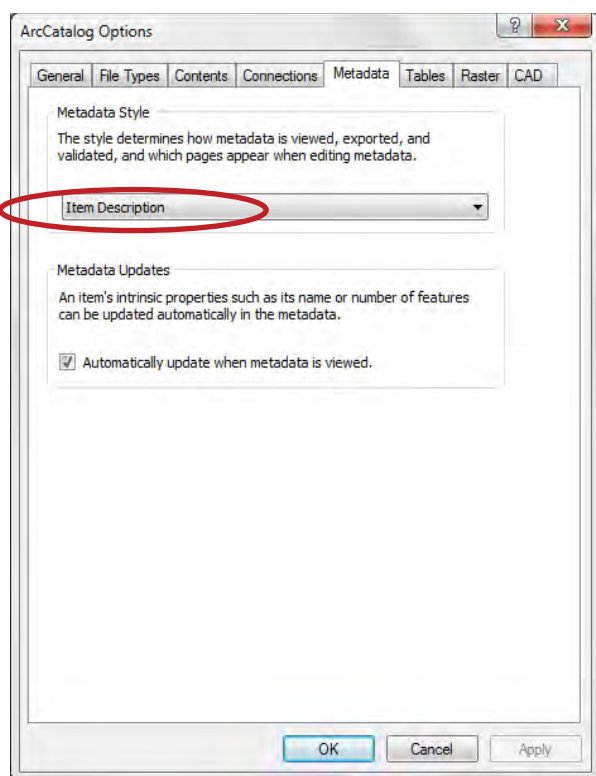 ArcCatalog Options
General File Types Contents Connections Metadata Tables Raster CAD
Metadata Style
The style determines how metadata is viewed, exported, and
validated, and which pages appear when editing metadata.
Item Description
Metadata Updates
An item's intrinsic properties such as its name or number of features
can be updated automatically in the metadata.
Automatically update when metadata is viewed.
OK Cancel Apply